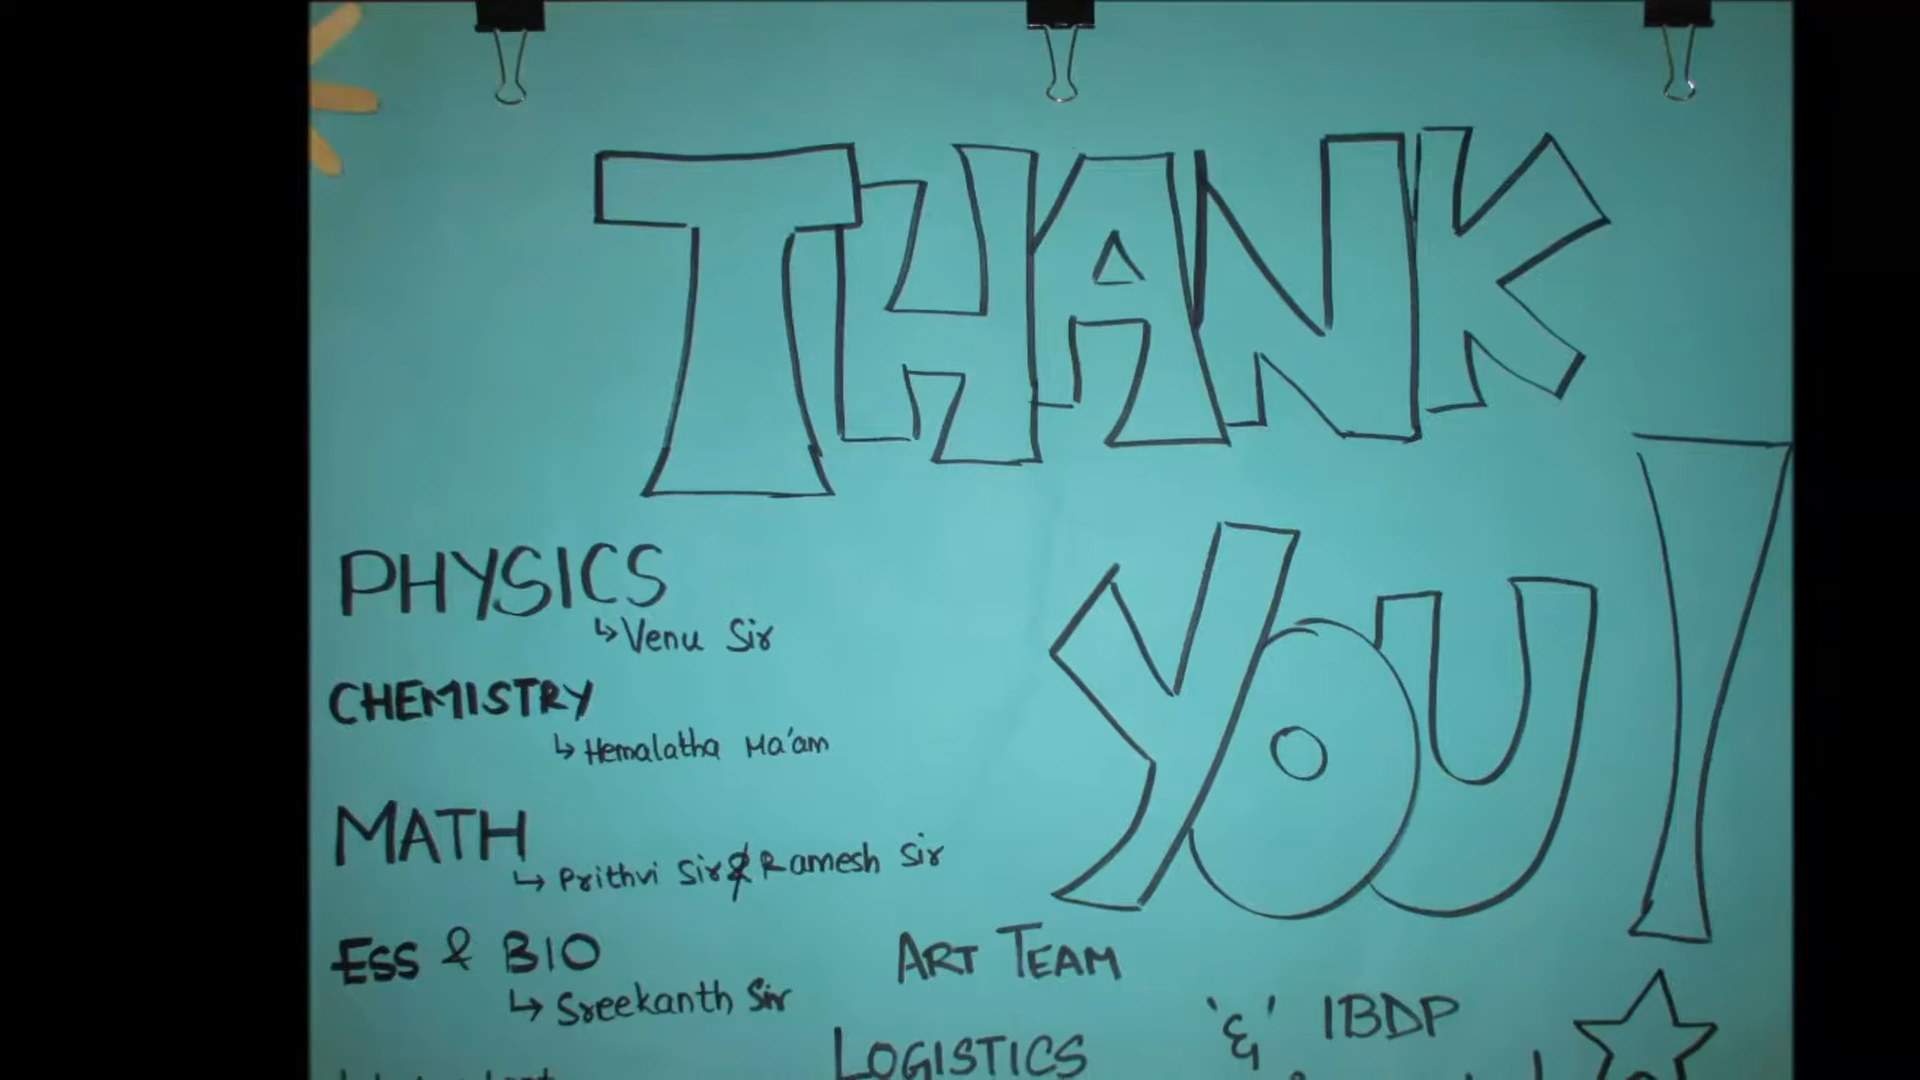 THANK
YOU!
PHYSICS
↳ Venu Sir
CHEMISTRY
↳ Hemalatha Ma'am
MATH
↳ Prithvi Sir & Ramesh Sir
ESS & BIO
↳ Sreekanth Sir
ART TEAM
LOGISTICS
'&' IBDP